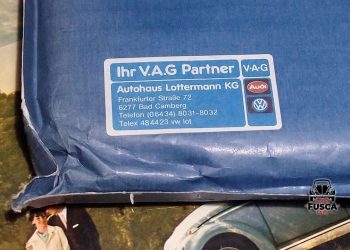 Ihr V.A.G Partner
V·A·G
Autohaus Lottermann KG
Audi
Frankfurter Straße 72
6277 Bad Camberg
Telefon (06434) 8031-8032
Telex 484423 vw lot
FUSCA